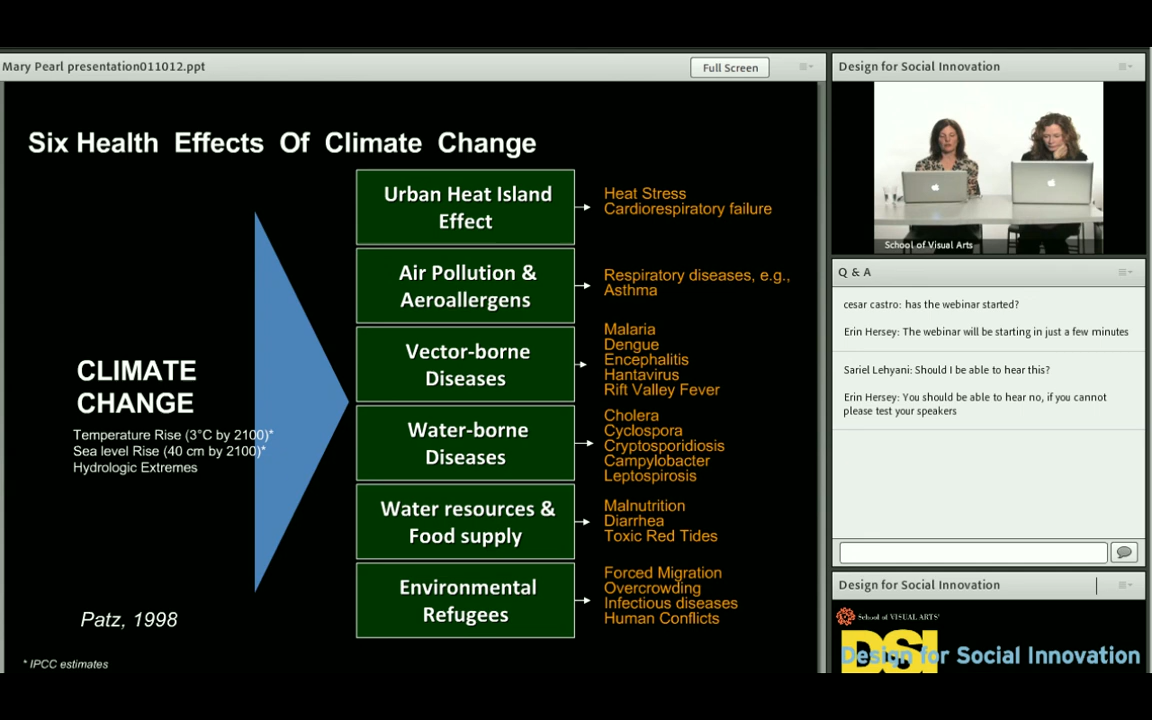 Mary Pearl presentation011012.ppt
Full Screen
Six Health Effects Of Climate Change
CLIMATE
CHANGE
Temperature Rise (3°C by 2100)*
Sea level Rise (40 cm by 2100)*
Hydrologic Extremes
Patz, 1998
* IPCC estimates
Urban Heat Island
Effect
Heat Stress
Cardiorespiratory failure
Air Pollution &
Aeroallergens
Respiratory diseases, e.g.,
Asthma
Vector-borne
Diseases
Malaria
Dengue
Encephalitis
Hantavirus
Rift Valley Fever
Water-borne
Diseases
Cholera
Cyclospora
Cryptosporidiosis
Campylobacter
Leptospirosis
Water resources &
Food supply
Malnutrition
Diarrhea
Toxic Red Tides
Environmental
Refugees
Forced Migration
Overcrowding
Infectious diseases
Human Conflicts
Design for Social Innovation
School of Visual Arts
Q & A
cesar castro: has the webinar started?
Erin Hersey: The webinar will be starting in just a few minutes
Sariel Lehyani: Should I be able to hear this?
Erin Hersey: You should be able to hear no, if you cannot
please test your speakers
Design for Social Innovation
School of VISUAL ARTS
DSI
Design for Social Innovation